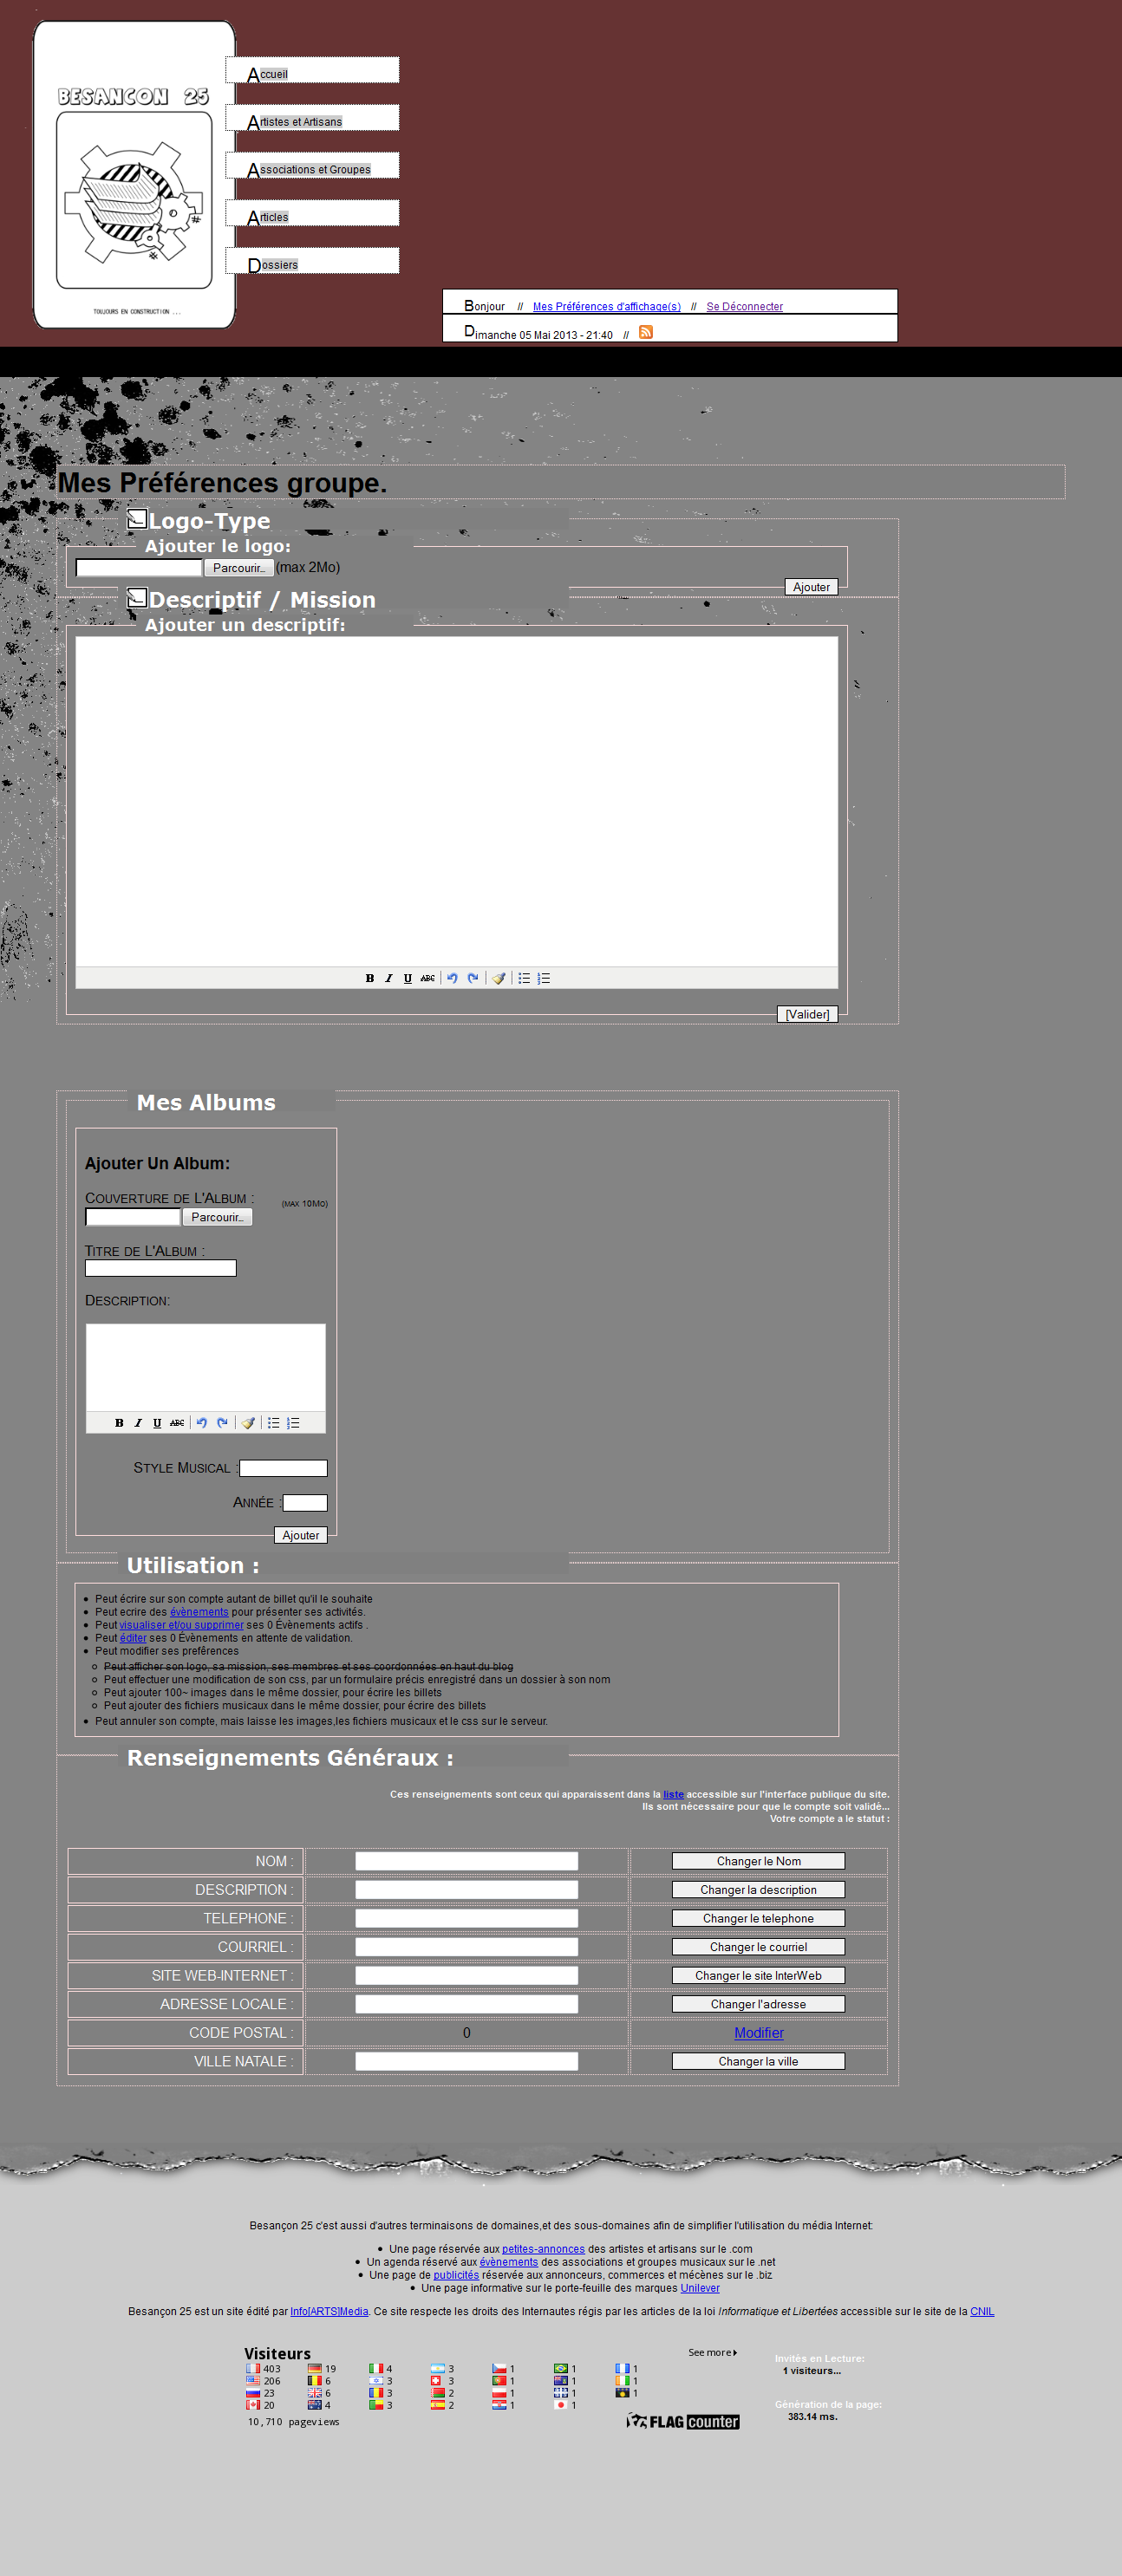 BESANCON 25
TOUJOURS EN CONSTRUCTION ...
Accueil
Artistes et Artisans
Associations et Groupes
Articles
Dossiers
Bonjour // Mes Préférences d'affichage(s) // Se Déconnecter
Dimanche 05 Mai 2013 - 21:40 //
Mes Préférences groupe.
Logo-Type
Ajouter le logo:
Parcourir... (max 2Mo)
Ajouter
Descriptif / Mission
Ajouter un descriptif:
B I U ABC
[Valider]
Mes Albums
Ajouter Un Album:
Couverture de L'Album : (max 10Mo)
Parcourir...
Titre de L'Album :
Description:
B I U ABC
Style Musical :
Année :
Ajouter
Utilisation :
Peut écrire sur son compte autant de billet qu'il le souhaite
Peut ecrire des évènements pour présenter ses activités.
Peut visualiser et/ou supprimer ses 0 Évènements actifs .
Peut éditer ses 0 Évènements en attente de validation.
Peut modifier ses preférences
Peut afficher son logo, sa mission, ses membres et ses coordonnées en haut du blog
Peut effectuer une modification de son css, par un formulaire précis enregistré dans un dossier à son nom
Peut ajouter 100~ images dans le même dossier, pour écrire les billets
Peut ajouter des fichiers musicaux dans le même dossier, pour écrire des billets
Peut annuler son compte, mais laisse les images,les fichiers musicaux et le css sur le serveur.
Renseignements Généraux :
Ces renseignements sont ceux qui apparaissent dans la liste accessible sur l'interface publique du site.
Ils sont nécessaire pour que le compte soit validé...
Votre compte a le statut :
NOM : Changer le Nom
DESCRIPTION : Changer la description
TELEPHONE : Changer le telephone
COURRIEL : Changer le courriel
SITE WEB-INTERNET : Changer le site InterWeb
ADRESSE LOCALE : Changer l'adresse
CODE POSTAL : 0 Modifier
VILLE NATALE : Changer la ville
Besançon 25 c'est aussi d'autres terminaisons de domaines,et des sous-domaines afin de simplifier l'utilisation du média Internet:
Une page réservée aux petites-annonces des artistes et artisans sur le .com
Un agenda réservé aux évènements des associations et groupes musicaux sur le .net
Une page de publicités réservée aux annonceurs, commerces et mécènes sur le .biz
Une page informative sur le porte-feuille des marques Unilever
Besançon 25 est un site édité par Info[ARTS]Media. Ce site respecte les droits des Internautes régis par les articles de la loi Informatique et Libertées accessible sur le site de la CNIL
Visiteurs See more
403 19 4 3 1 1 1
206 6 3 3 1 1 1
23 6 3 2 1 1 1
20 4 3 2 1 1
10,710 pageviews
FLAG counter
Invités en Lecture:
1 visiteurs...
Génération de la page:
383.14 ms.